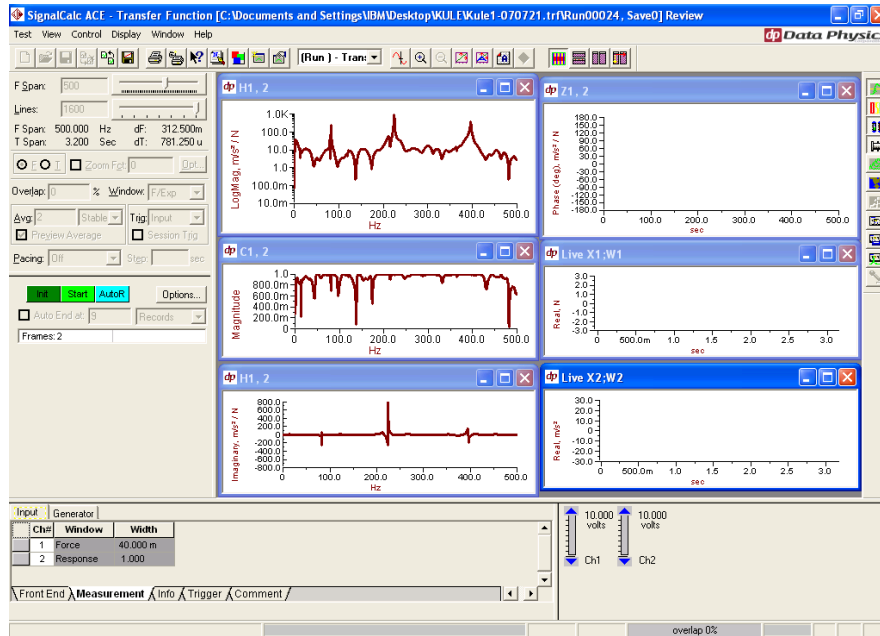 SignalCalc ACE - Transfer Function [C:\Documents and Settings\IBM\Desktop\KULE\Kule1-070721.trf\Run00024, Save0] Review
Test View Control Display Window Help
dp Data Physic
(Run ) - Tran:
F Span: 500
Lines: 1600
F Span: 500.000 Hz dF: 312.500m
T Span: 3.200 Sec dT: 781.250 u
F T Zoom Fgt: 0 Opt...
Overlap: 0 % Window: F/Exp
Avg: 2 Stable Trig: Input
Preview Average Session Trig
Pacing: Off Step: sec
Init Start AutoR Options...
Auto End at: 9 Records
Frames: 2
dp H1, 2
1.0K
100.0
10.0
1.0
100.0m
10.0m
LogMag, m/s² / N
0 100.0 200.0 300.0 400.0 500.0
Hz
dp Z1, 2
180.0
150.0
120.0
90.0
60.0
30.0
0
-30.0
-60.0
-90.0
-120.0
-150.0
-180.0
Phase (deg), m/s² / N
0 100.0 200.0 300.0 400.0 500.0
sec
dp C1, 2
1.0
800.0m
600.0m
400.0m
200.0m
0
Magnitude
0 100.0 200.0 300.0 400.0 500.0
Hz
dp Live X1;W1
3.0
2.0
1.0
0
-1.0
-2.0
-3.0
Real, N
0 500.0m 1.0 1.5 2.0 2.5 3.0
sec
dp H1, 2
800.0
600.0
400.0
200.0
0
-200.0
-400.0
-600.0
-800.0
Imaginary, m/s² / N
0 100.0 200.0 300.0 400.0 500.0
Hz
dp Live X2;W2
30.0
20.0
10.0
0
-10.0
-20.0
-30.0
Real, m/s²
0 500.0m 1.0 1.5 2.0 2.5 3.0
sec
Input Generator
Ch# Window Width
1 Force 40.000 m
2 Response 1.000
Front End Measurement Info Trigger Comment
10.000 10.000
volts volts
Ch1 Ch2
overlap 0%